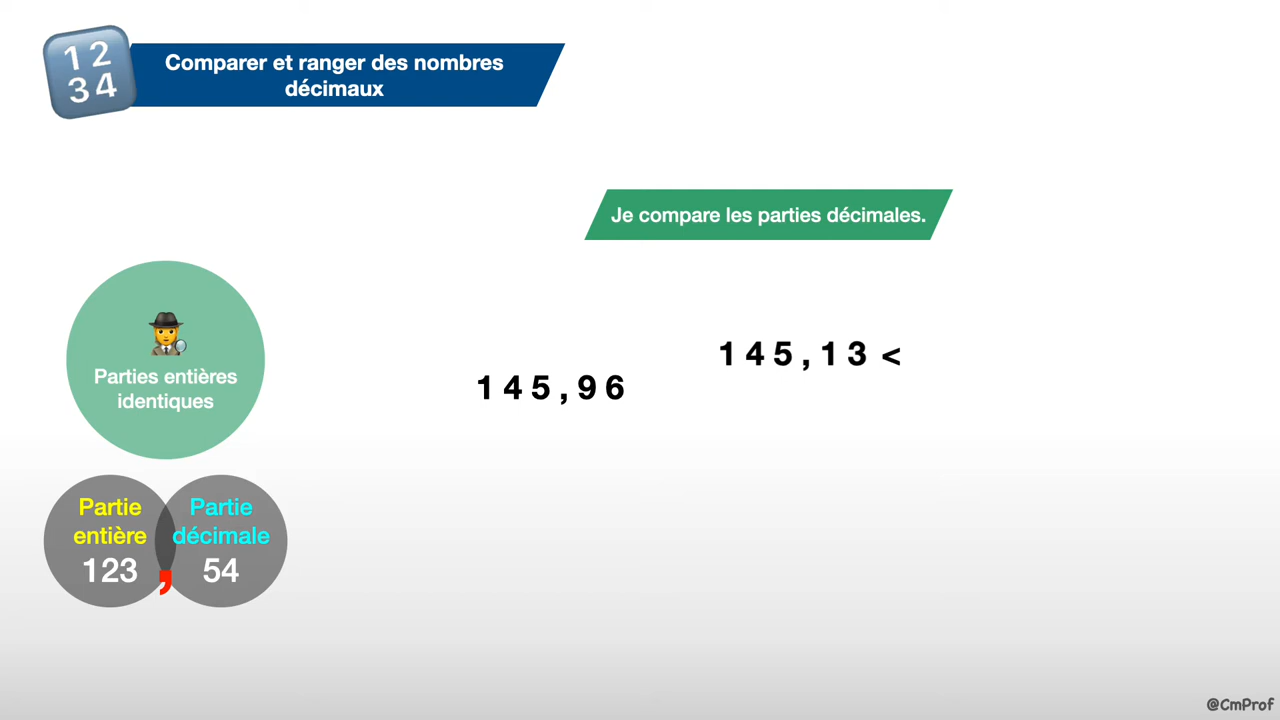 1 2
3 4
Comparer et ranger des nombres
décimaux
Je compare les parties décimales.
Parties entières
identiques
1 4 5 , 1 3 <
1 4 5 , 9 6
Partie
entière
123
,
Partie
décimale
54
@CmProf